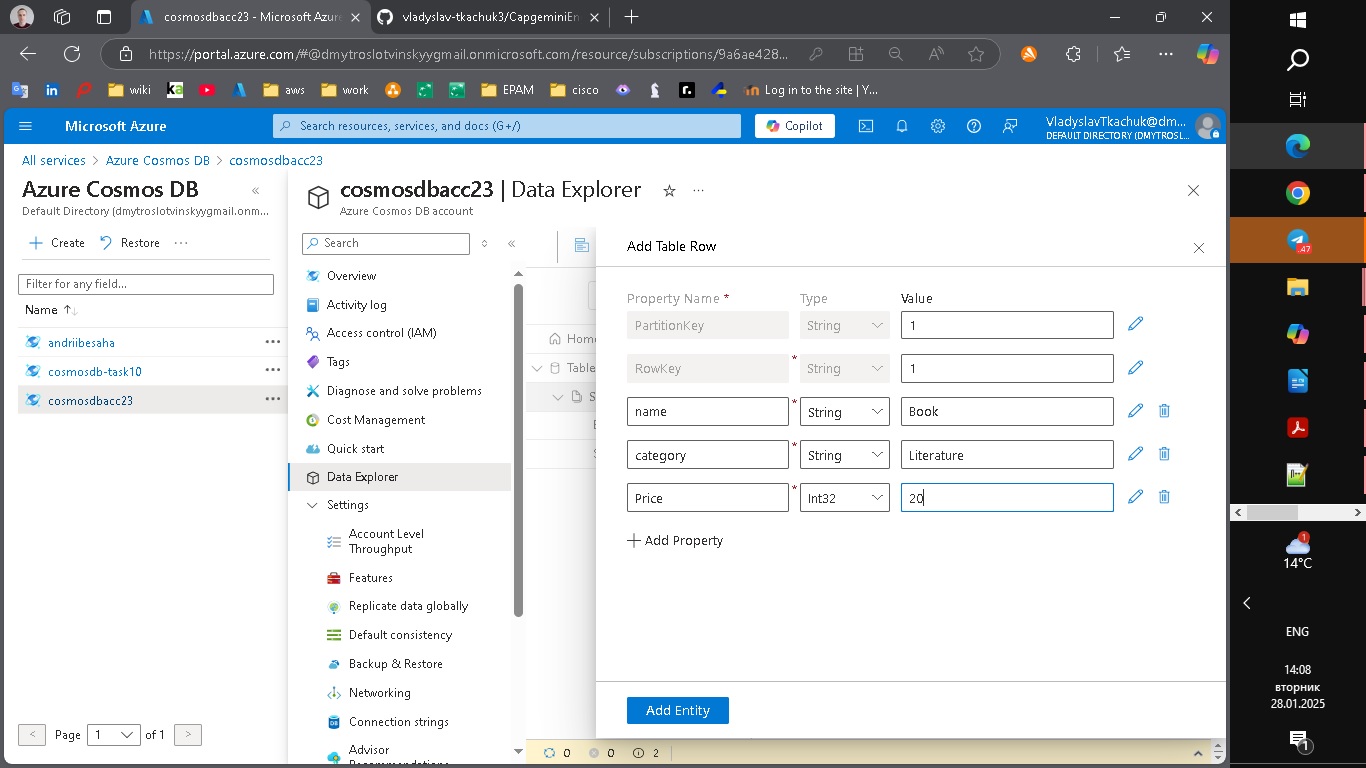 cosmosdbacc23 - Microsoft Azur
vladyslav-tkachuk3/CapgeminiEn
https://portal.azure.com/#@dmytroslotvinskyygmail.onmicrosoft.com/resource/subscriptions/9a6ae428...
wiki
ka
aws
work
EPAM
cisco
r.
Log in to the site | Y...
Microsoft Azure
Search resources, services, and docs (G+/)
Copilot
VladyslavTkachuk@dm...
DEFAULT DIRECTORY (DMYTROSL...
All services > Azure Cosmos DB > cosmosdbacc23
Azure Cosmos DB
Default Directory (dmytroslotvinskyygmail.onm...
Create
Restore
Filter for any field...
Name
andriibesaha
cosmosdb-task10
cosmosdbacc23
Page 1 of 1
cosmosdbacc23 | Data Explorer
Azure Cosmos DB account
Search
Overview
Activity log
Access control (IAM)
Tags
Diagnose and solve problems
Cost Management
Quick start
Data Explorer
Settings
Account Level
Throughput
Features
Replicate data globally
Default consistency
Backup & Restore
Networking
Connection strings
Advisor
Home
Table
Add Table Row
Property Name * Type Value
PartitionKey String 1
RowKey * String 1
name * String Book
category * String Literature
Price * Int32 20
Add Property
Add Entity
0 0 2
.47
1
14°C
ENG
14:08
вторник
28.01.2025
1